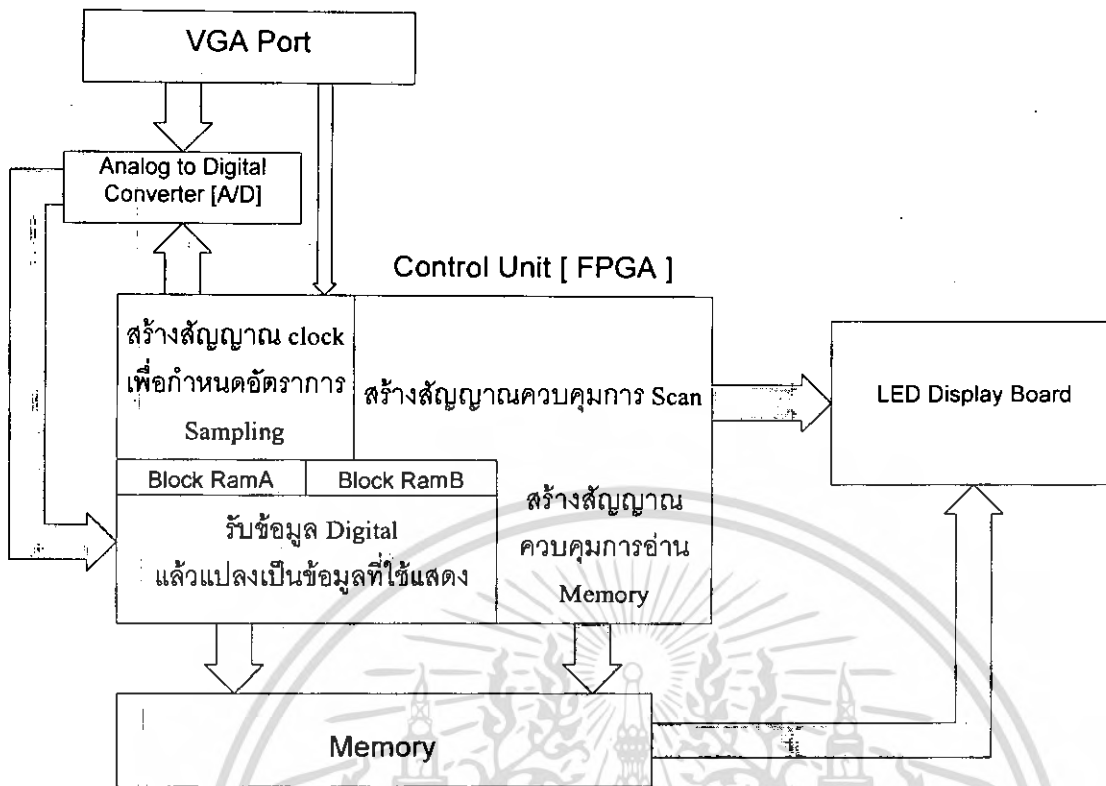 VGA Port
Analog to Digital
Converter [A/D]
Control Unit [ FPGA ]
สร้างสัญญาณ clock
เพื่อกำหนดอัตราการ
Sampling
สร้างสัญญาณควบคุมการ Scan
LED Display Board
Block RamA
Block RamB
รับข้อมูล Digital
แล้วแปลงเป็นข้อมูลที่ใช้แสดง
สร้างสัญญาณ
ควบคุมการอ่าน
Memory
Memory